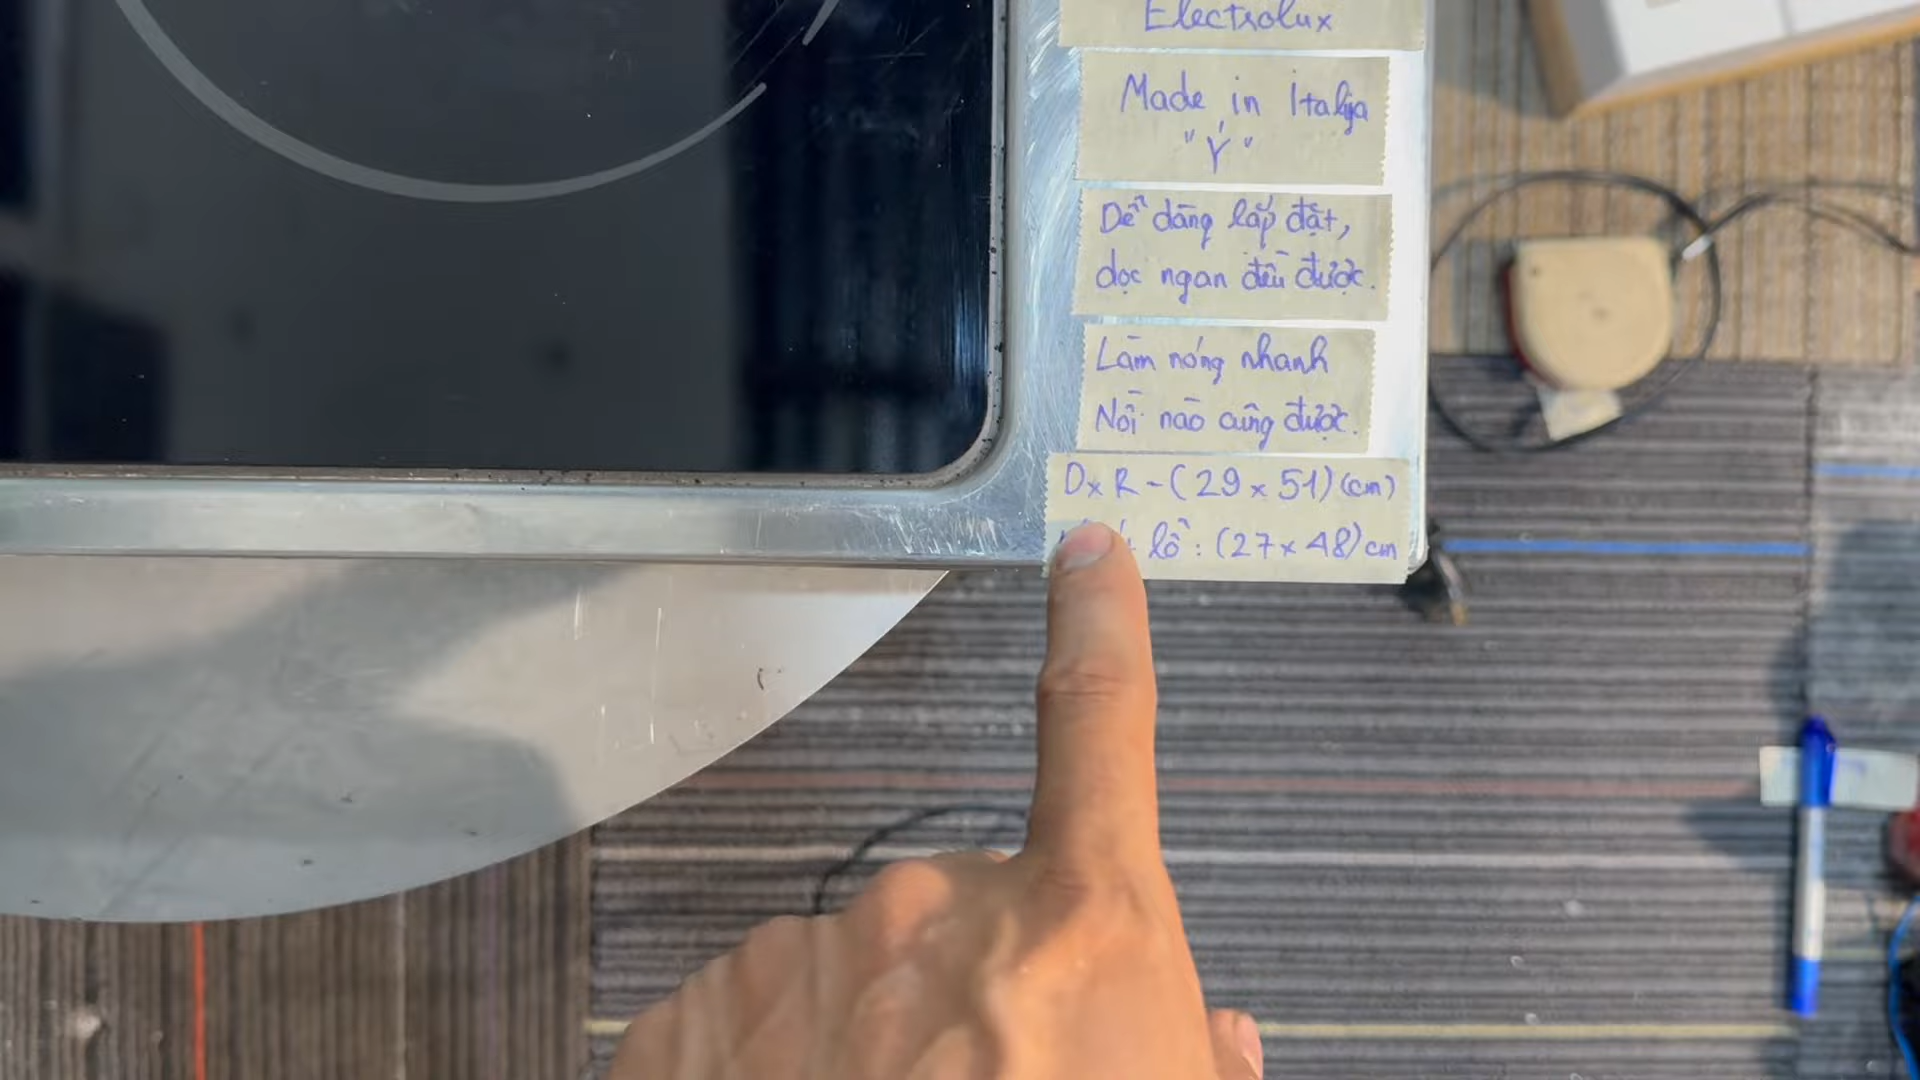 Electrolux
Made in Italya
"Ý"
Dễ dàng lắp đặt,
dọc ngan đều được.
Làm nóng nhanh
Nồi nào cũng được.
D x R - (29 x 51) (cm)
lỗ : (27 x 48) cm